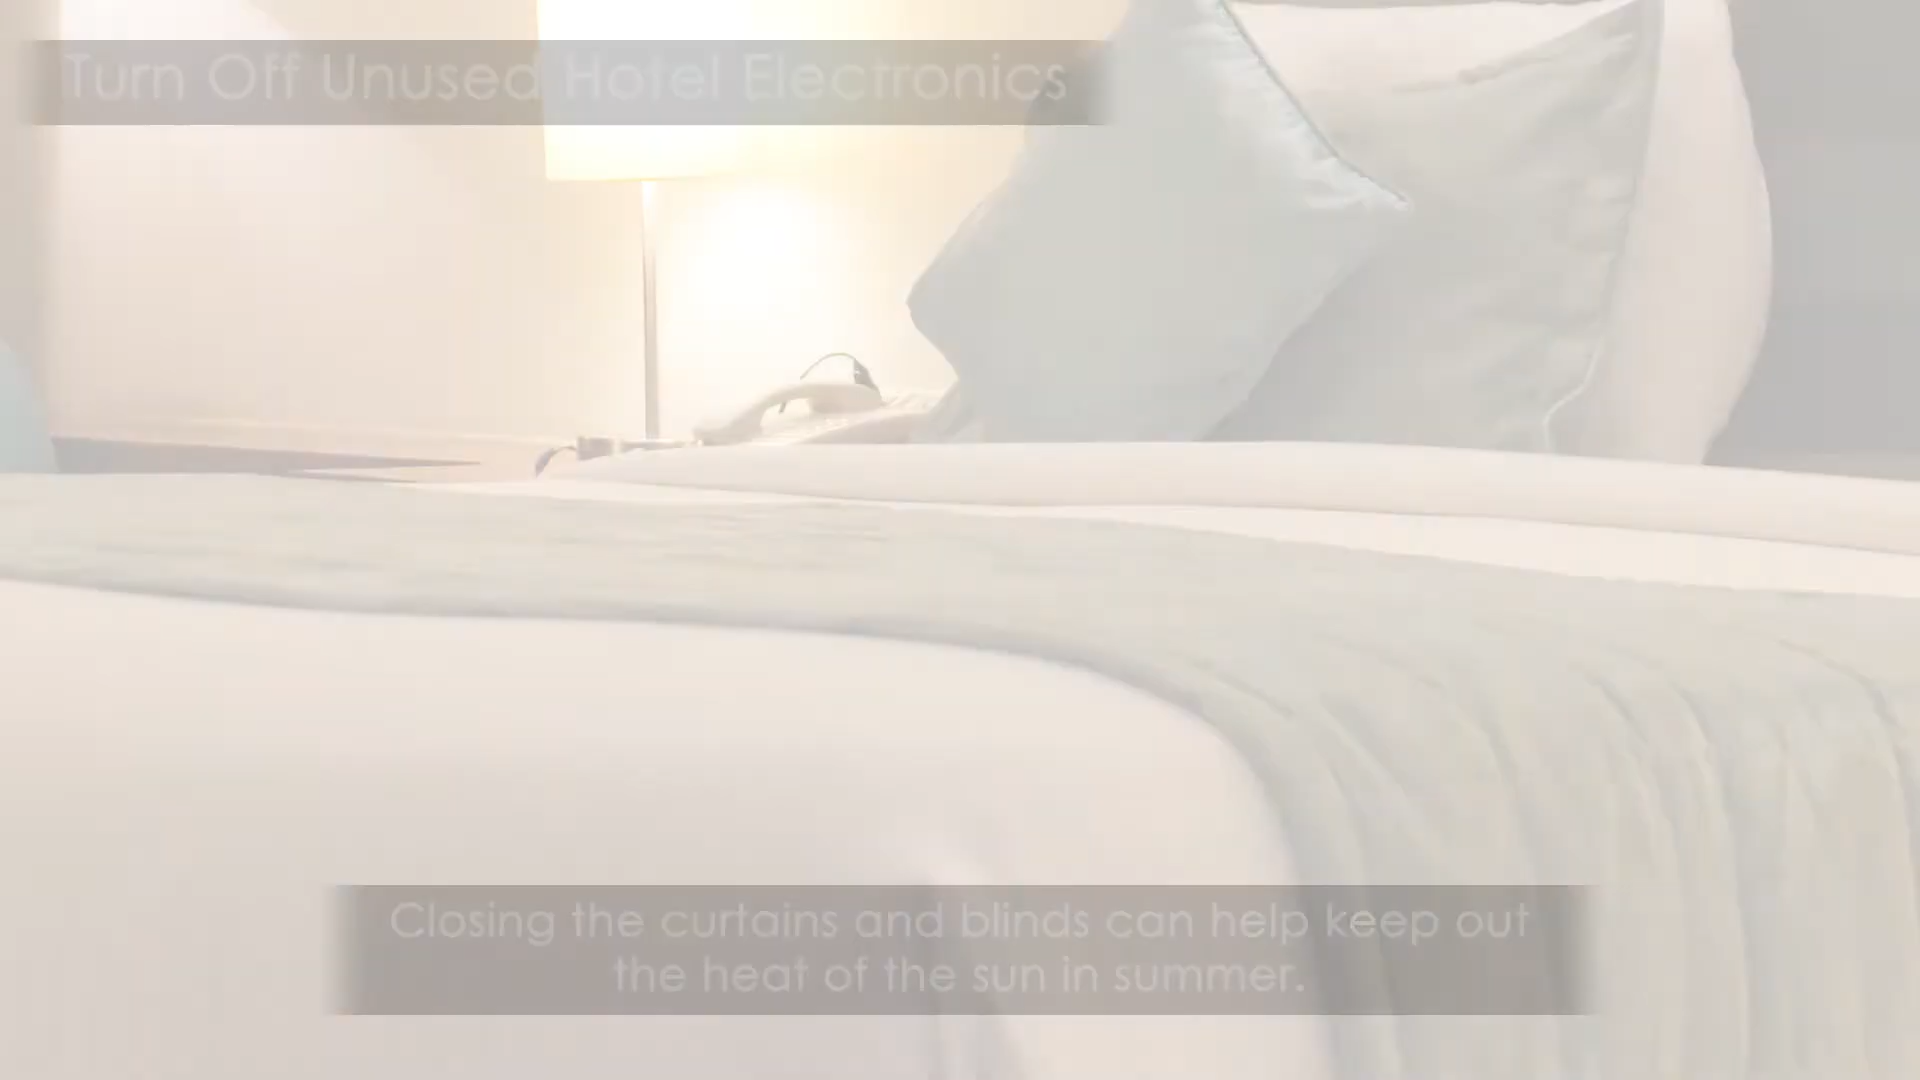 Turn Off Unused Hotel Electronics
Closing the curtains and blinds can help keep out
the heat of the sun in summer.